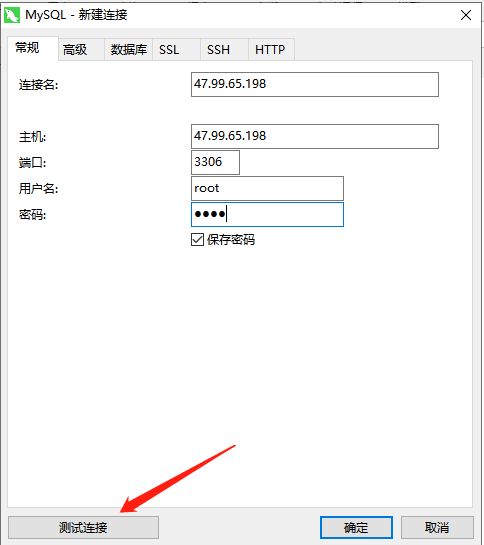 MySQL - 新建连接
常规 高级 数据库 SSL SSH HTTP
连接名: 47.99.65.198
主机: 47.99.65.198
端口: 3306
用户名: root
密码: ●●●●
保存密码
测试连接 确定 取消